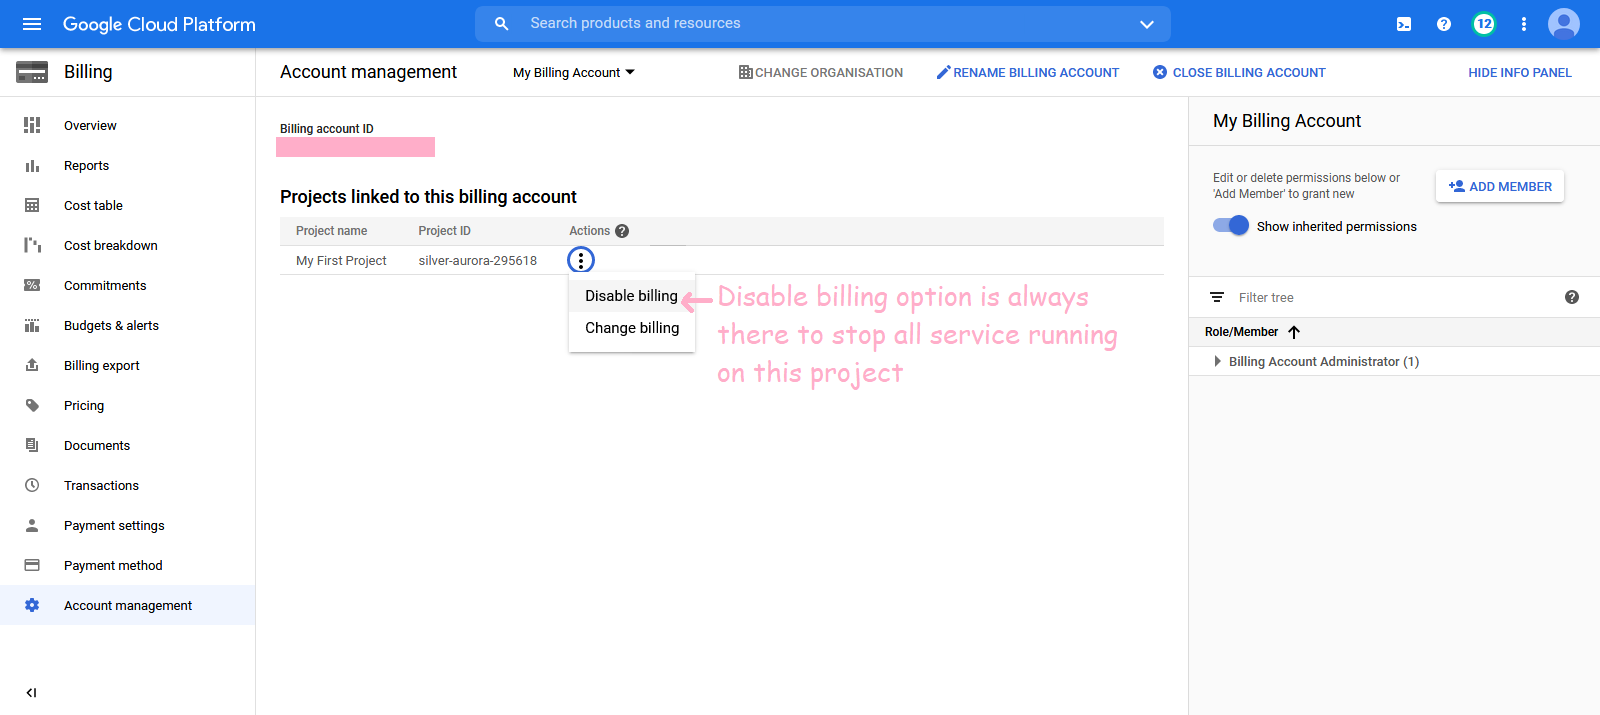 Google Cloud Platform
Search products and resources
12
Billing
Account management
My Billing Account
CHANGE ORGANISATION
RENAME BILLING ACCOUNT
CLOSE BILLING ACCOUNT
HIDE INFO PANEL
Overview
Reports
Cost table
Cost breakdown
Commitments
Budgets & alerts
Billing export
Pricing
Documents
Transactions
Payment settings
Payment method
Account management
Billing account ID
Projects linked to this billing account
Project name Project ID Actions
My First Project silver-aurora-295618
Disable billing
Change billing
Disable billing option is always
there to stop all service running
on this project
My Billing Account
Edit or delete permissions below or
'Add Member' to grant new
ADD MEMBER
Show inherited permissions
Filter tree
Role/Member
Billing Account Administrator (1)